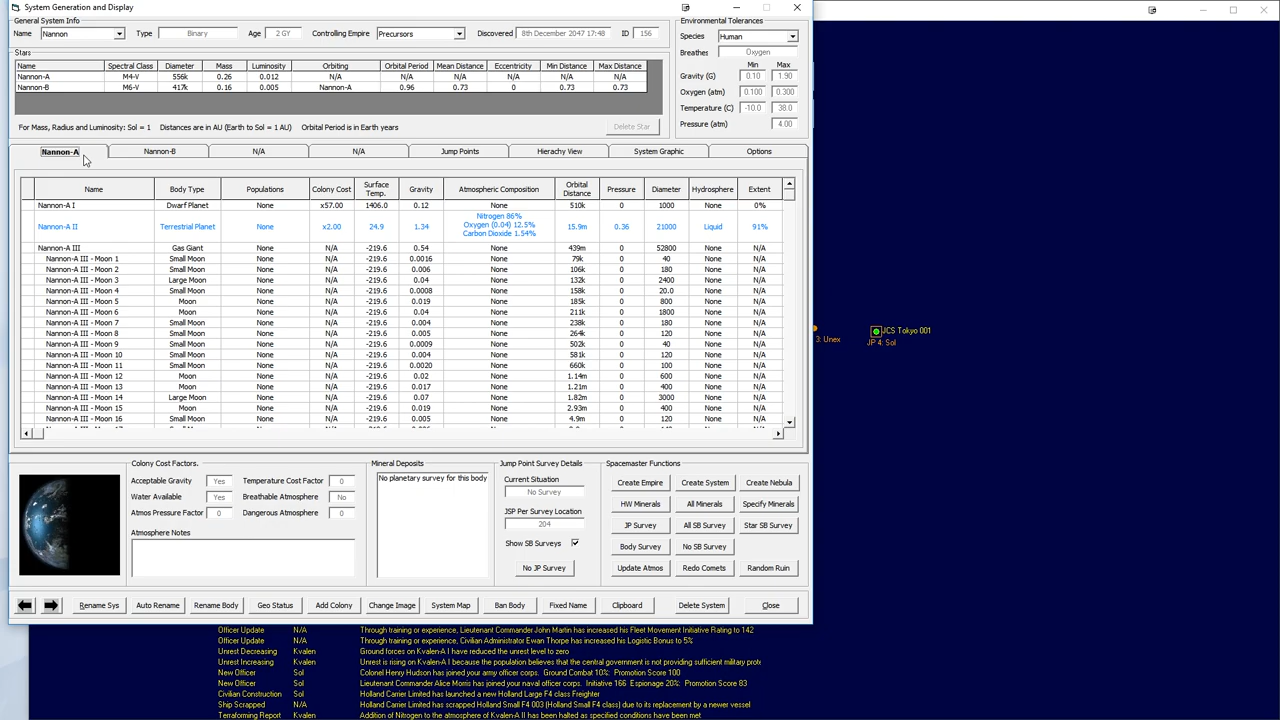 System Generation and Display
General System Info
Name Nannon Type Binary Age 2 GY Controlling Empire Precursors Discovered 8th December 2047 17:48 ID 156
Environmental Tolerances
Species Human
Breathes Oxygen
Min Max
Gravity (G) 0.10 1.90
Oxygen (atm) 0.100 0.300
Temperature (C) -10.0 38.0
Pressure (atm) 4.00
Stars
Name Spectral Class Diameter Mass Luminosity Orbiting Orbital Period Mean Distance Eccentricity Min Distance Max Distance
Nannon-A M4-V 556k 0.26 0.012 N/A N/A N/A N/A N/A N/A
Nannon-B M6-V 417k 0.16 0.005 Nannon-A 0.96 0.73 0 0.73 0.73
For Mass, Radius and Luminosity: Sol = 1 Distances are in AU (Earth to Sol = 1 AU) Orbital Period is in Earth years Delete Star
Nannon-A Nannon-B N/A N/A Jump Points Hierachy View System Graphic Options
Name Body Type Populations Colony Cost Surface Temp. Gravity Atmospheric Composition Orbital Distance Pressure Diameter Hydrosphere Extent
Nannon-A I Dwarf Planet None x57.00 1406.0 0.12 None 510k 0 1000 None 0%
Nitrogen 86%
Nannon-A II Terrestrial Planet None x2.00 24.9 1.34 Oxygen (0.04) 12.5% 15.9m 0.36 21000 Liquid 91%
Carbon Dioxide 1.54%
Nannon-A III Gas Giant None N/A -219.6 0.54 None 439m 0 52800 None N/A
Nannon-A III - Moon 1 Small Moon None N/A -219.6 0.0016 None 79k 0 40 None N/A
Nannon-A III - Moon 2 Small Moon None N/A -219.6 0.006 None 106k 0 180 None N/A
Nannon-A III - Moon 3 Large Moon None N/A -219.6 0.04 None 132k 0 2400 None N/A
Nannon-A III - Moon 4 Small Moon None N/A -219.6 0.0008 None 158k 0 20.0 None N/A
Nannon-A III - Moon 5 Moon None N/A -219.6 0.019 None 185k 0 800 None N/A
Nannon-A III - Moon 6 Moon None N/A -219.6 0.04 None 211k 0 1800 None N/A
Nannon-A III - Moon 7 Small Moon None N/A -219.6 0.004 None 238k 0 180 None N/A
Nannon-A III - Moon 8 Small Moon None N/A -219.6 0.005 None 264k 0 120 None N/A
Nannon-A III - Moon 9 Small Moon None N/A -219.6 0.0009 None 502k 0 40 None N/A
Nannon-A III - Moon 10 Small Moon None N/A -219.6 0.004 None 581k 0 120 None N/A
Nannon-A III - Moon 11 Small Moon None N/A -219.6 0.0020 None 660k 0 100 None N/A
Nannon-A III - Moon 12 Moon None N/A -219.6 0.02 None 1.14m 0 600 None N/A
Nannon-A III - Moon 13 Moon None N/A -219.6 0.017 None 1.21m 0 400 None N/A
Nannon-A III - Moon 14 Large Moon None N/A -219.6 0.07 None 1.82m 0 3000 None N/A
Nannon-A III - Moon 15 Moon None N/A -219.6 0.019 None 2.93m 0 400 None N/A
Nannon-A III - Moon 16 Small Moon None N/A -219.6 0.005 None 4.9m 0 120 None N/A
Colony Cost Factors.
Acceptable Gravity Yes Temperature Cost Factor 0
Water Available Yes Breathable Atmosphere No
Atmos Pressure Factor 0 Dangerous Atmosphere 0
Atmosphere Notes
Mineral Deposits
No planetary survey for this body
Jump Point Survey Details
Current Situation
No Survey
JSP Per Survey Location
204
Show SB Surveys
No JP Survey
Spacemaster Functions
Create Empire Create System Create Nebula
HW Minerals All Minerals Specify Minerals
JP Survey All SB Survey Star SB Survey
Body Survey No SB Survey
Update Atmos Redo Comets Random Ruin
Rename Sys Auto Rename Rename Body Geo Status Add Colony Change Image System Map Ban Body Fixed Name Clipboard Delete System Close
JCS Tokyo 001
3: Unex JP 4: Sol
Officer Update N/A Through training or experience, Lieutenant Commander John Martin has increased his Fleet Movement Initiative Rating to 142
Officer Update N/A Through training or experience, Civilian Administrator Ewan Thorpe has increased his Logistic Bonus to 5%
Unrest Decreasing Kvalen Ground forces on Kvalen-A I have reduced the unrest level to zero
Unrest Increasing Kvalen Unrest is rising on Kvalen-A I because the population believes that the central government is not providing sufficient military prote
New Officer Sol Colonel Henry Hudson has joined your army officer corps. Ground Combat 10%: Promotion Score 100
New Officer Sol Lieutenant Commander Alice Morris has joined your naval officer corps. Initiative 166 Espionage 20%: Promotion Score 83
Civilian Construction Sol Holland Carrier Limited has launched a new Holland Large F4 class Freighter
Ship Scrapped Sol Holland Carrier Limited has scrapped Holland Small F4 003 (Holland Small F4 class) due to its replacement by a newer vessel
Terraforming Report Kvalen Addition of Nitrogen to the atmosphere of Kvalen-A II has been halted as specified conditions have been met